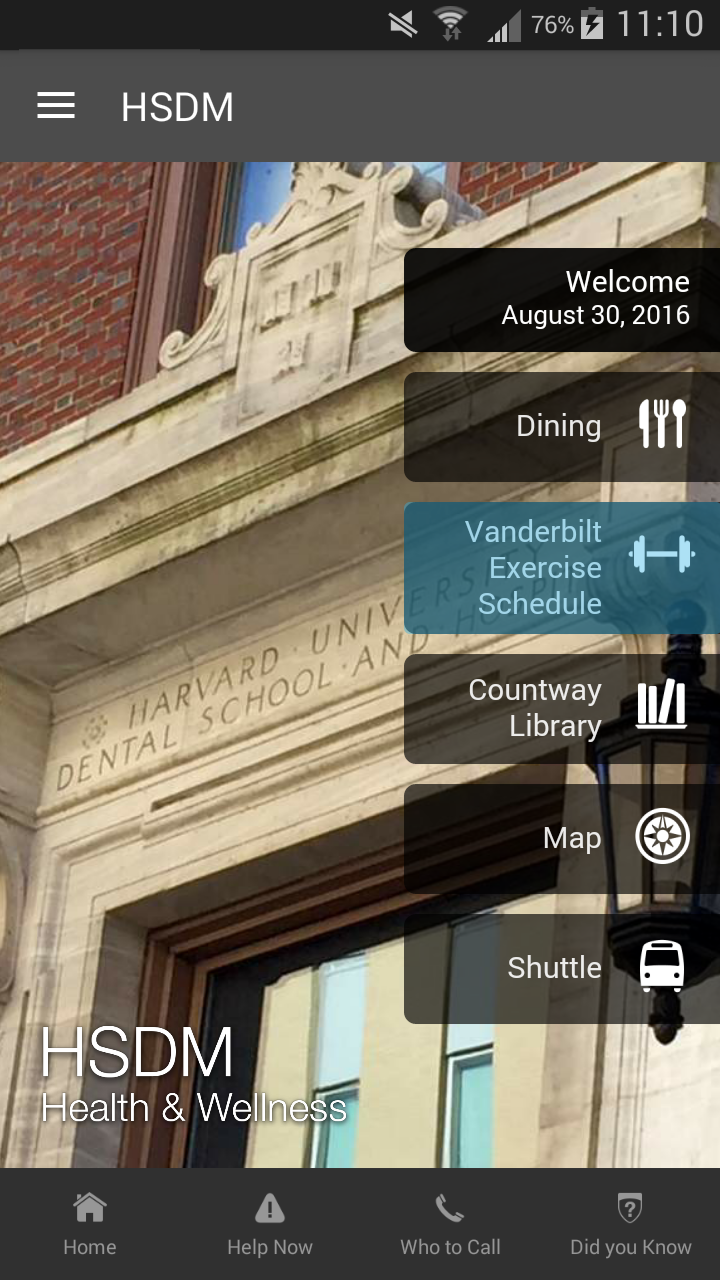 76% 11:10
HSDM
Welcome
August 30, 2016
Dining
Vanderbilt
Exercise
Schedule
HARVARD · UNIVERSITY
DENTAL SCHOOL · AND
Countway
Library
Map
Shuttle
HSDM
Health & Wellness
Home
Help Now
Who to Call
Did you Know